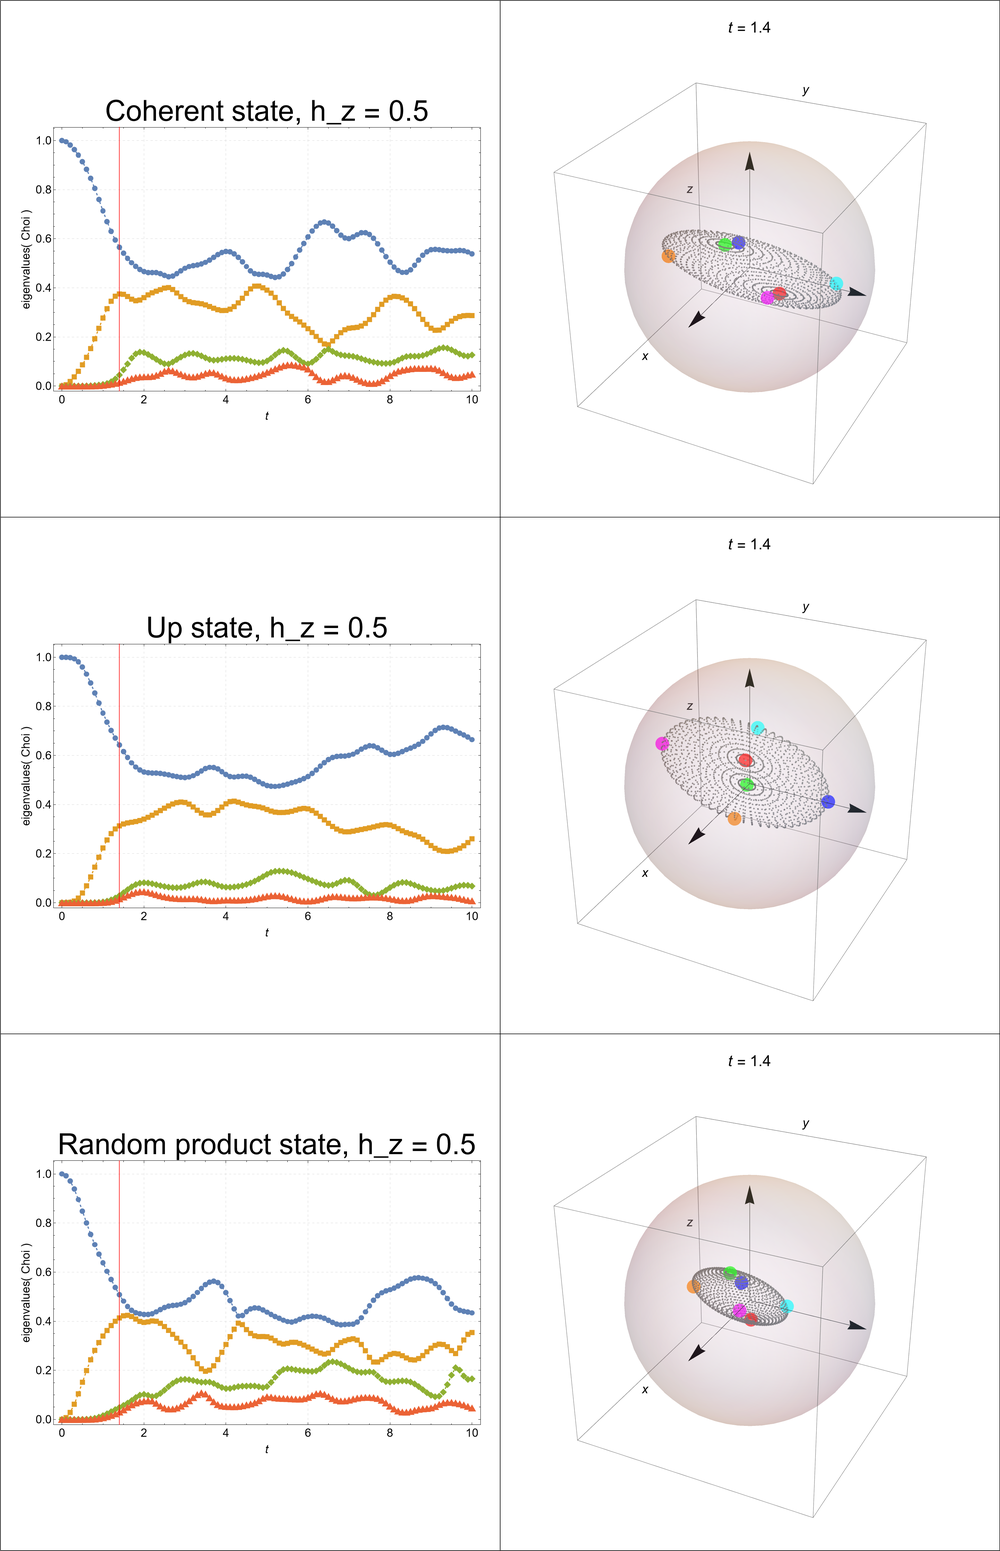 Coherent state, h_z = 0.5
eigenvalues( Choi )
1.0
0.8
0.6
0.4
0.2
0.0
0 2 4 6 8 10
t
t = 1.4
y
z
x
Up state, h_z = 0.5
eigenvalues( Choi )
1.0
0.8
0.6
0.4
0.2
0.0
0 2 4 6 8 10
t
t = 1.4
y
z
x
Random product state, h_z = 0.5
eigenvalues( Choi )
1.0
0.8
0.6
0.4
0.2
0.0
0 2 4 6 8 10
t
t = 1.4
y
z
x